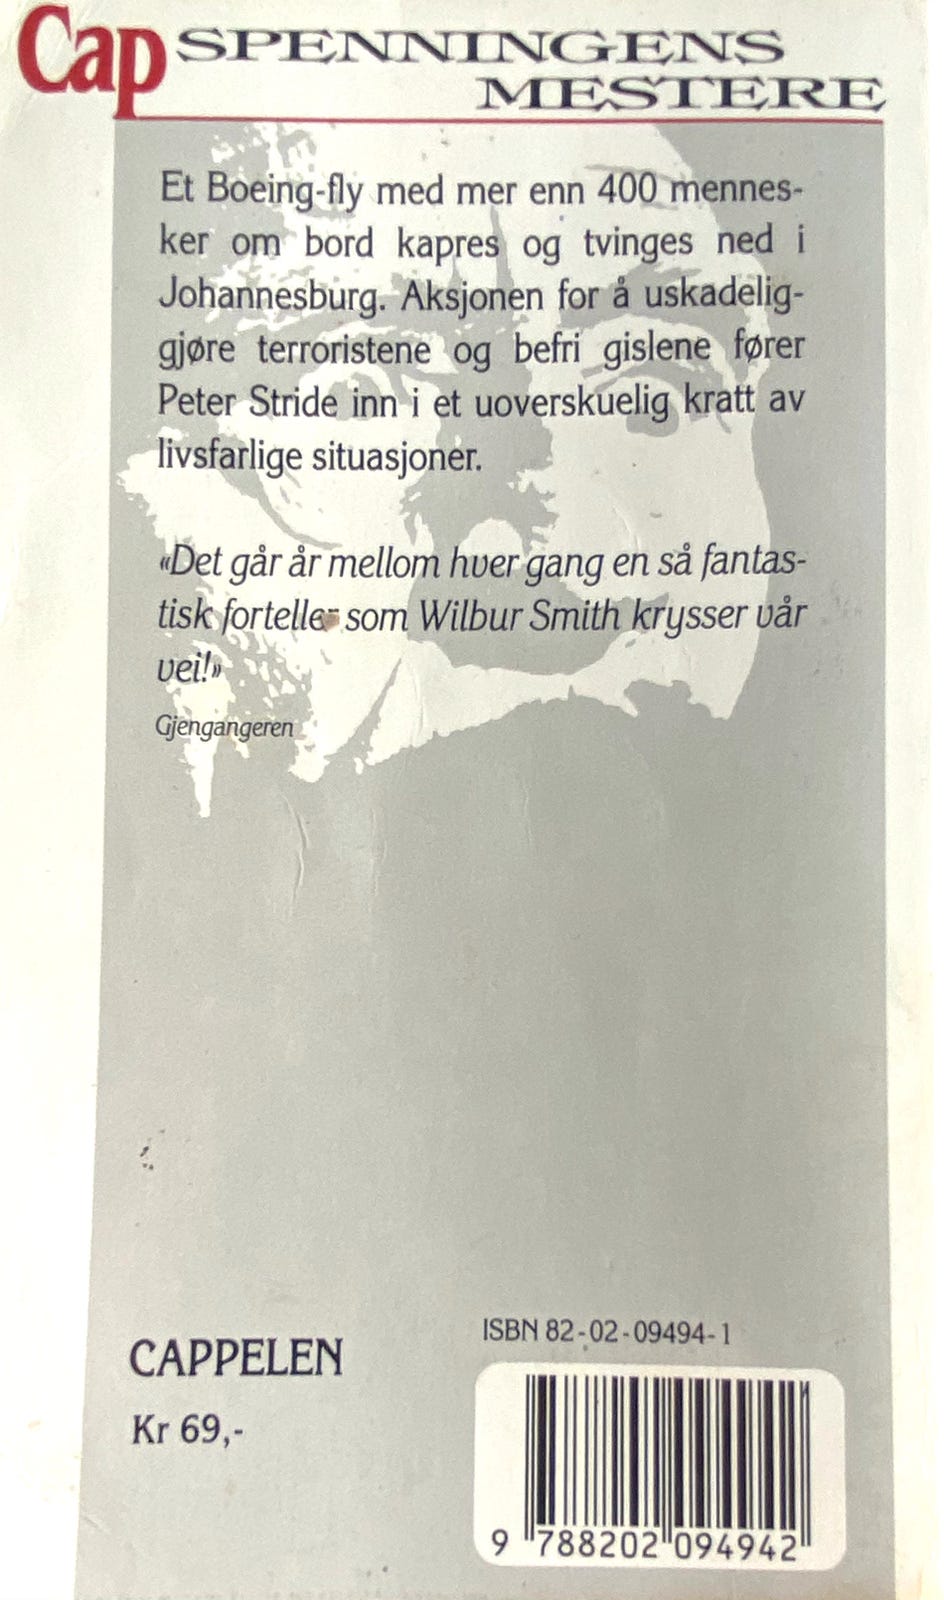 Cap SPENNINGENS
MESTERE
Et Boeing-fly med mer enn 400 mennes-
ker om bord kapres og tvinges ned i
Johannesburg. Aksjonen for å uskadelig-
gjøre terroristene og befri gislene fører
Peter Stride inn i et uoverskuelig kratt av
livsfarlige situasjoner.
«Det går år mellom hver gang en så fantas-
tisk forteller som Wilbur Smith krysser vår
vei!»
Gjengangeren
CAPPELEN
Kr 69,-
ISBN 82-02-09494-1
9 788202 094942